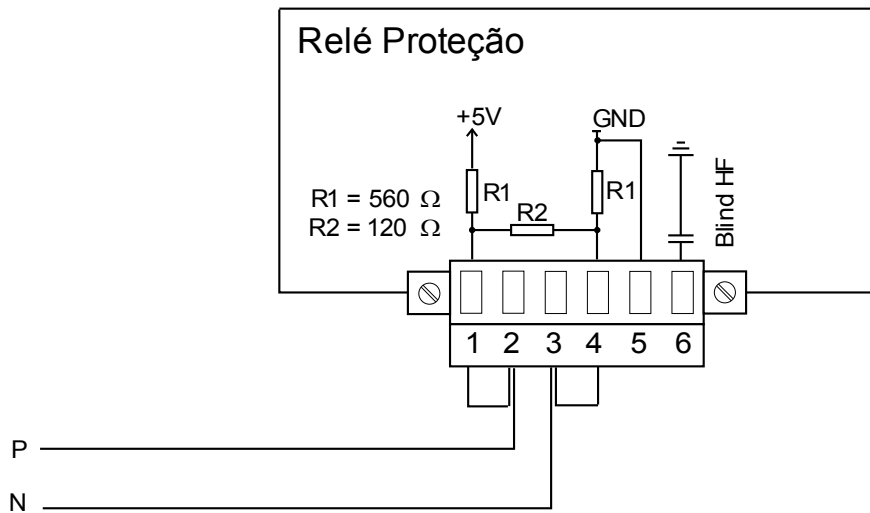 Relé Proteção
+5V
GND
R1
R1
R2
R1 = 560 Ω
R2 = 120 Ω
Blind HF
1 2 3 4 5 6
P
N